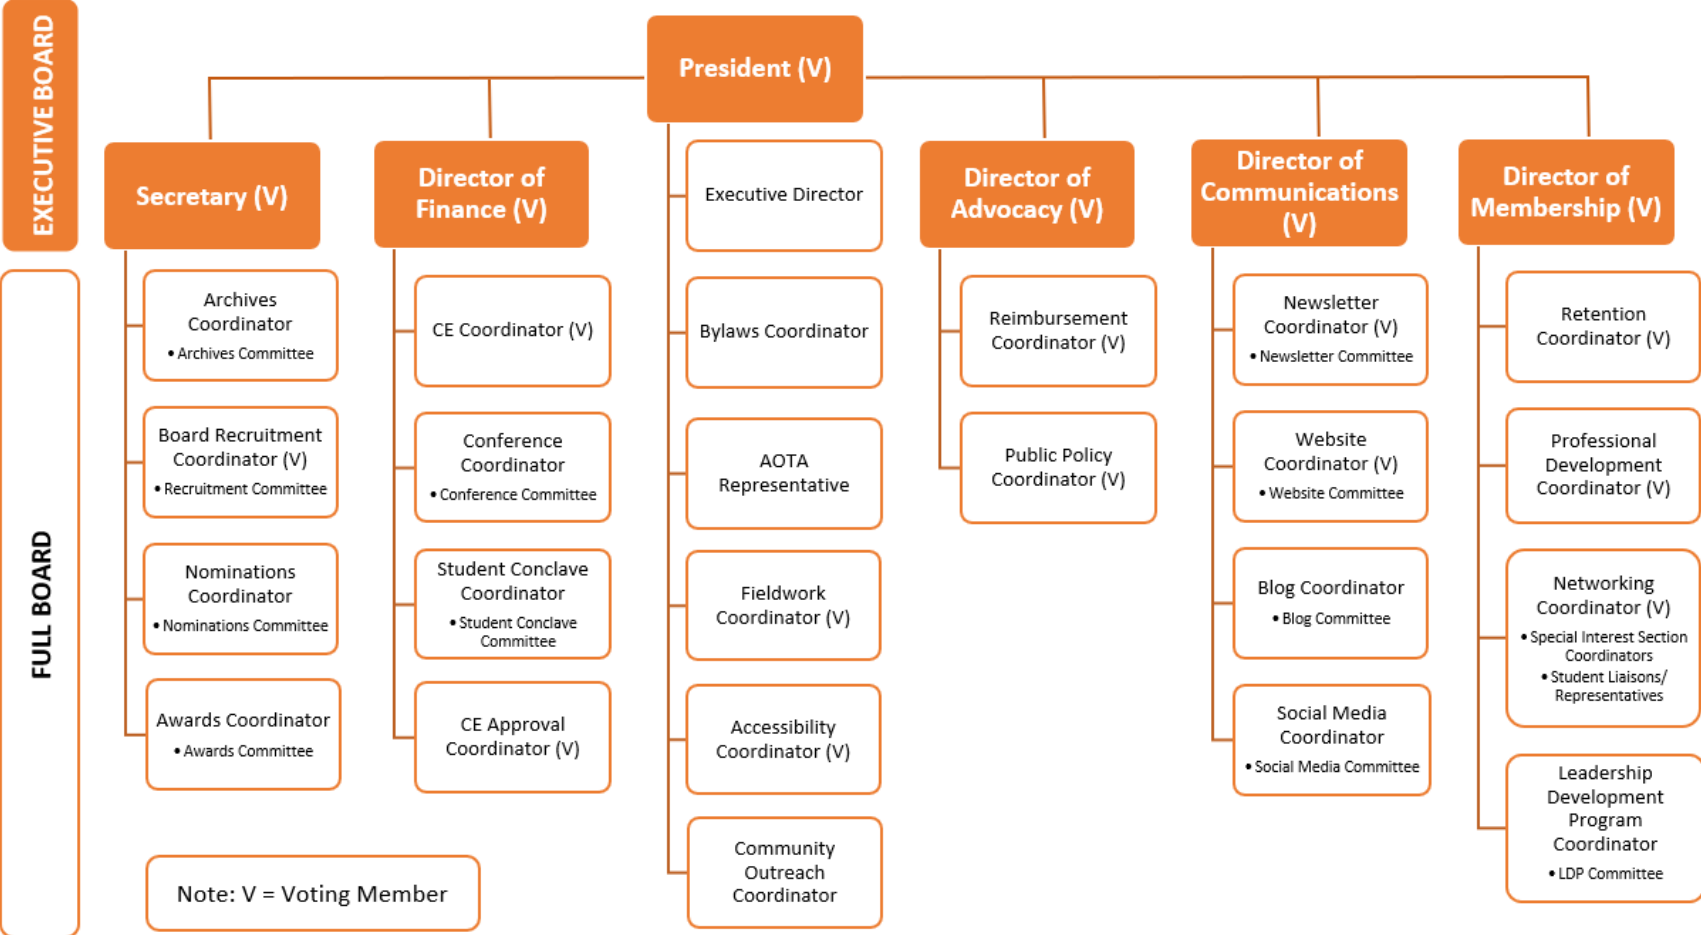 EXECUTIVE BOARD
President (V)
Secretary (V)
Director of
Finance (V)
Executive Director
Director of
Advocacy (V)
Director of
Communications
(V)
Director of
Membership (V)
FULL BOARD
Archives
Coordinator
• Archives Committee
Board Recruitment
Coordinator (V)
• Recruitment Committee
Nominations
Coordinator
• Nominations Committee
Awards Coordinator
• Awards Committee
CE Coordinator (V)
Conference
Coordinator
• Conference Committee
Student Conclave
Coordinator
• Student Conclave
Committee
CE Approval
Coordinator (V)
Bylaws Coordinator
AOTA
Representative
Fieldwork
Coordinator (V)
Accessibility
Coordinator (V)
Community
Outreach
Coordinator
Reimbursement
Coordinator (V)
Public Policy
Coordinator (V)
Newsletter
Coordinator (V)
• Newsletter Committee
Website
Coordinator (V)
• Website Committee
Blog Coordinator
• Blog Committee
Social Media
Coordinator
• Social Media Committee
Retention
Coordinator (V)
Professional
Development
Coordinator (V)
Networking
Coordinator (V)
• Special Interest Section
Coordinators
• Student Liaisons/
Representatives
Leadership
Development
Program
Coordinator
• LDP Committee
Note: V = Voting Member